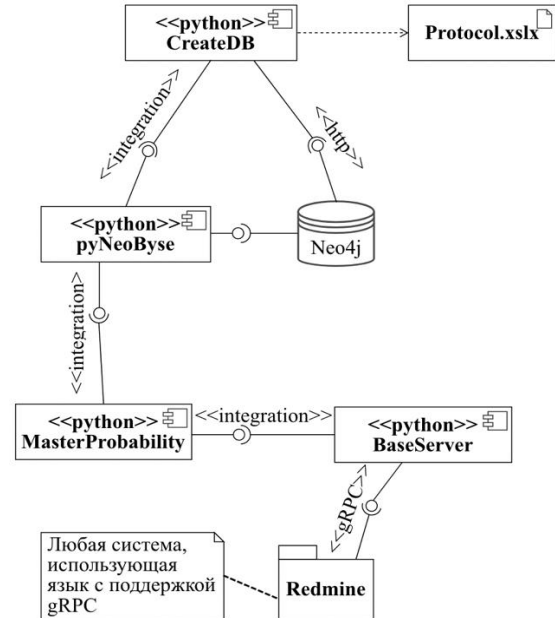 <<python>>
CreateDB
Protocol.xslx
<<integration>>
<<http>>
<<python>>
pyNeoByse
Neo4j
<<integration>
<<python>>
MasterProbability
<<integration>>
<<python>>
BaseServer
<<gRPC>>
Любая система,
использующая
язык с поддержкой
gRPC
Redmine